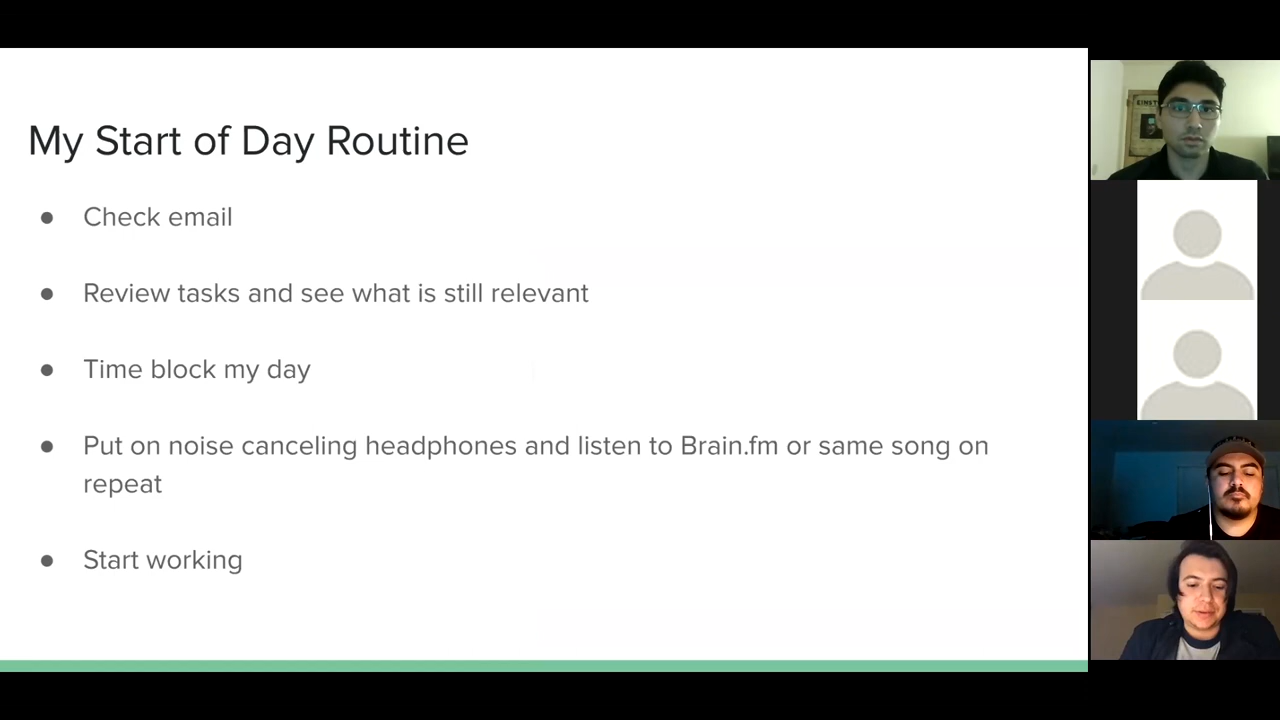 My Start of Day Routine
● Check email
● Review tasks and see what is still relevant
● Time block my day
● Put on noise canceling headphones and listen to Brain.fm or same song on
repeat
● Start working